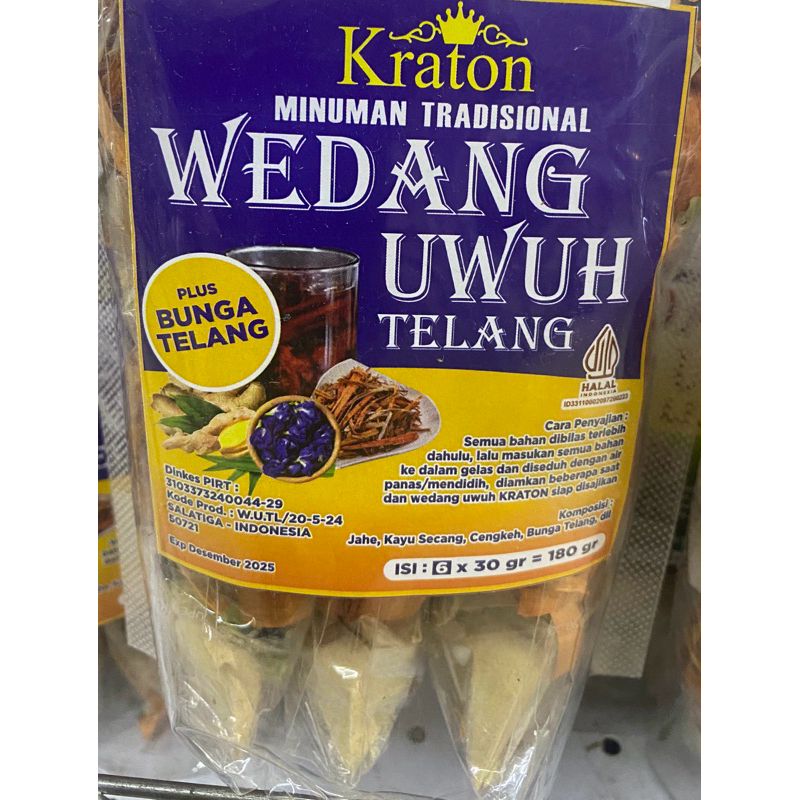 Kraton
MINUMAN TRADISIONAL
WEDANG
UWUH
TELANG
PLUS
BUNGA
TELANG
HALAL
INDONESIA
ID33110002097200223
Cara Penyajian :
Semua bahan dibilas terlebih
dahulu, lalu masukan semua bahan
ke dalam gelas dan diseduh dengan air
panas/mendidih, diamkan beberapa saat
dan wedang uwuh KRATON siap disajikan
Komposisi :
Jahe, Kayu Secang, Cengkeh, Bunga Telang, dll
ISI : 6 x 30 gr = 180 gr
Dinkes PIRT :
3103373240044-29
Kode Prod. : W.U.TL/20-5-24
SALATIGA - INDONESIA
50721
Exp Desember 2025